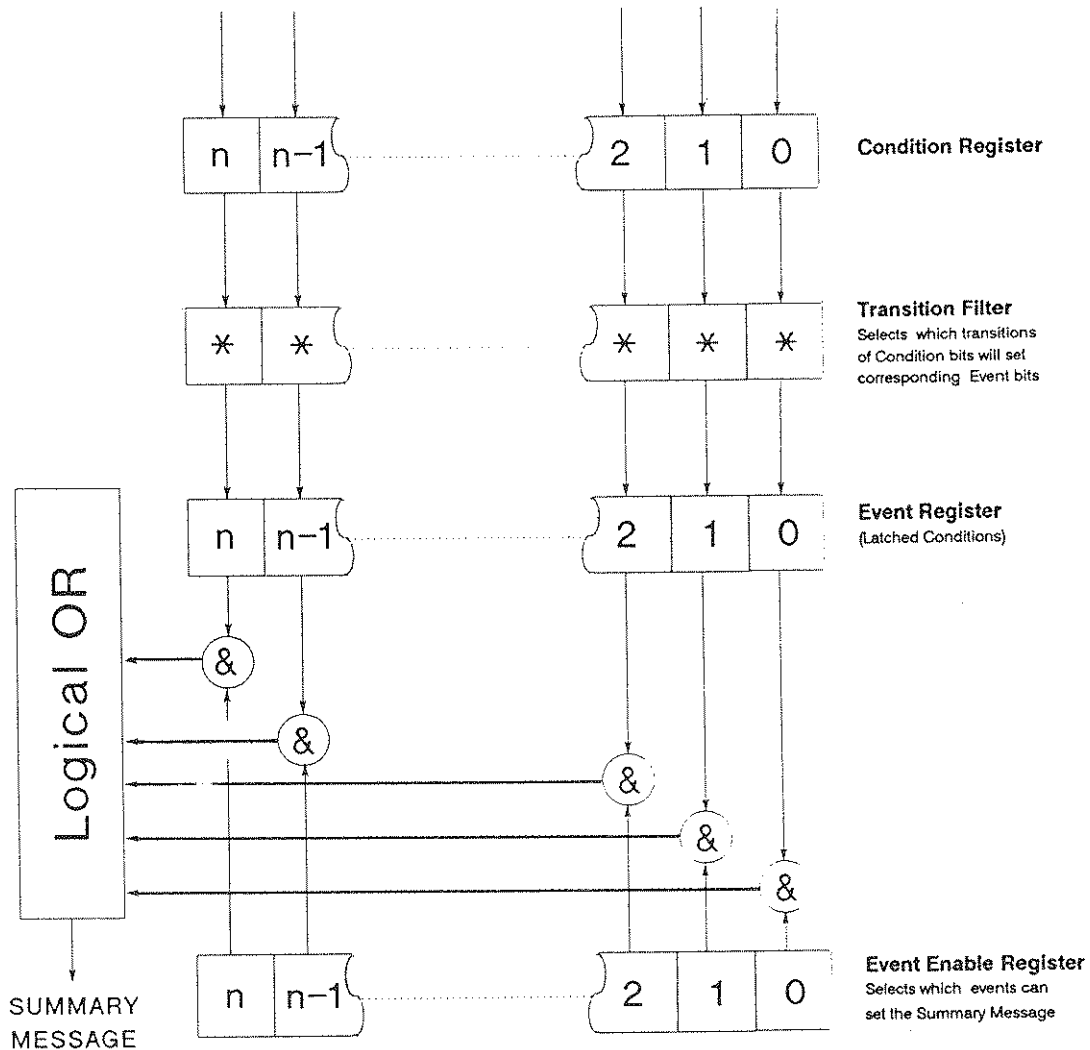 n n-1 2 1 0
Condition Register
* * * * *
Transition Filter
Selects which transitions
of Condition bits will set
corresponding Event bits
n n-1 2 1 0
Event Register
(Latched Conditions)
Logical OR
&
&
&
&
&
n n-1 2 1 0
Event Enable Register
Selects which events can
set the Summary Message
SUMMARY
MESSAGE